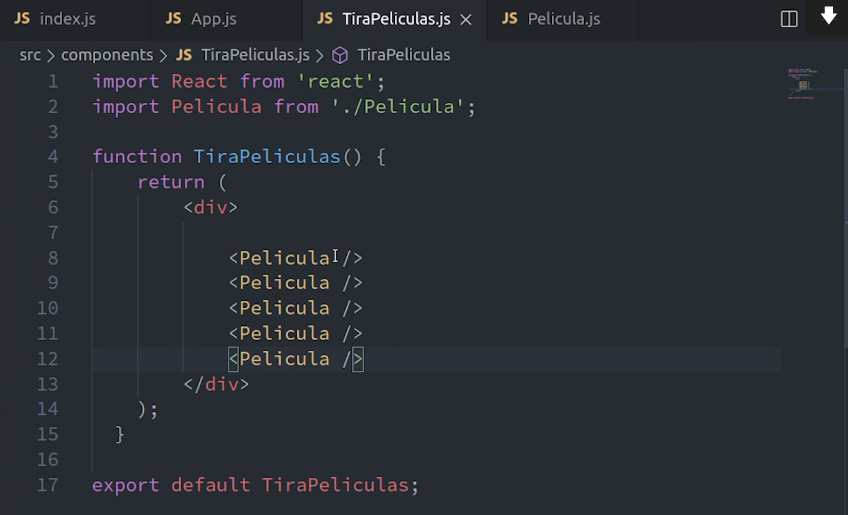 JS index.js JS App.js JS TiraPeliculas.js × JS Pelicula.js
src > components > JS TiraPeliculas.js > TiraPeliculas
1 import React from 'react';
2 import Pelicula from './Pelicula';
3
4 function TiraPeliculas() {
5 return (
6 <div>
7
8 <Pelicula />
9 <Pelicula />
10 <Pelicula />
11 <Pelicula />
12 <Pelicula />
13 </div>
14 );
15 }
16
17 export default TiraPeliculas;